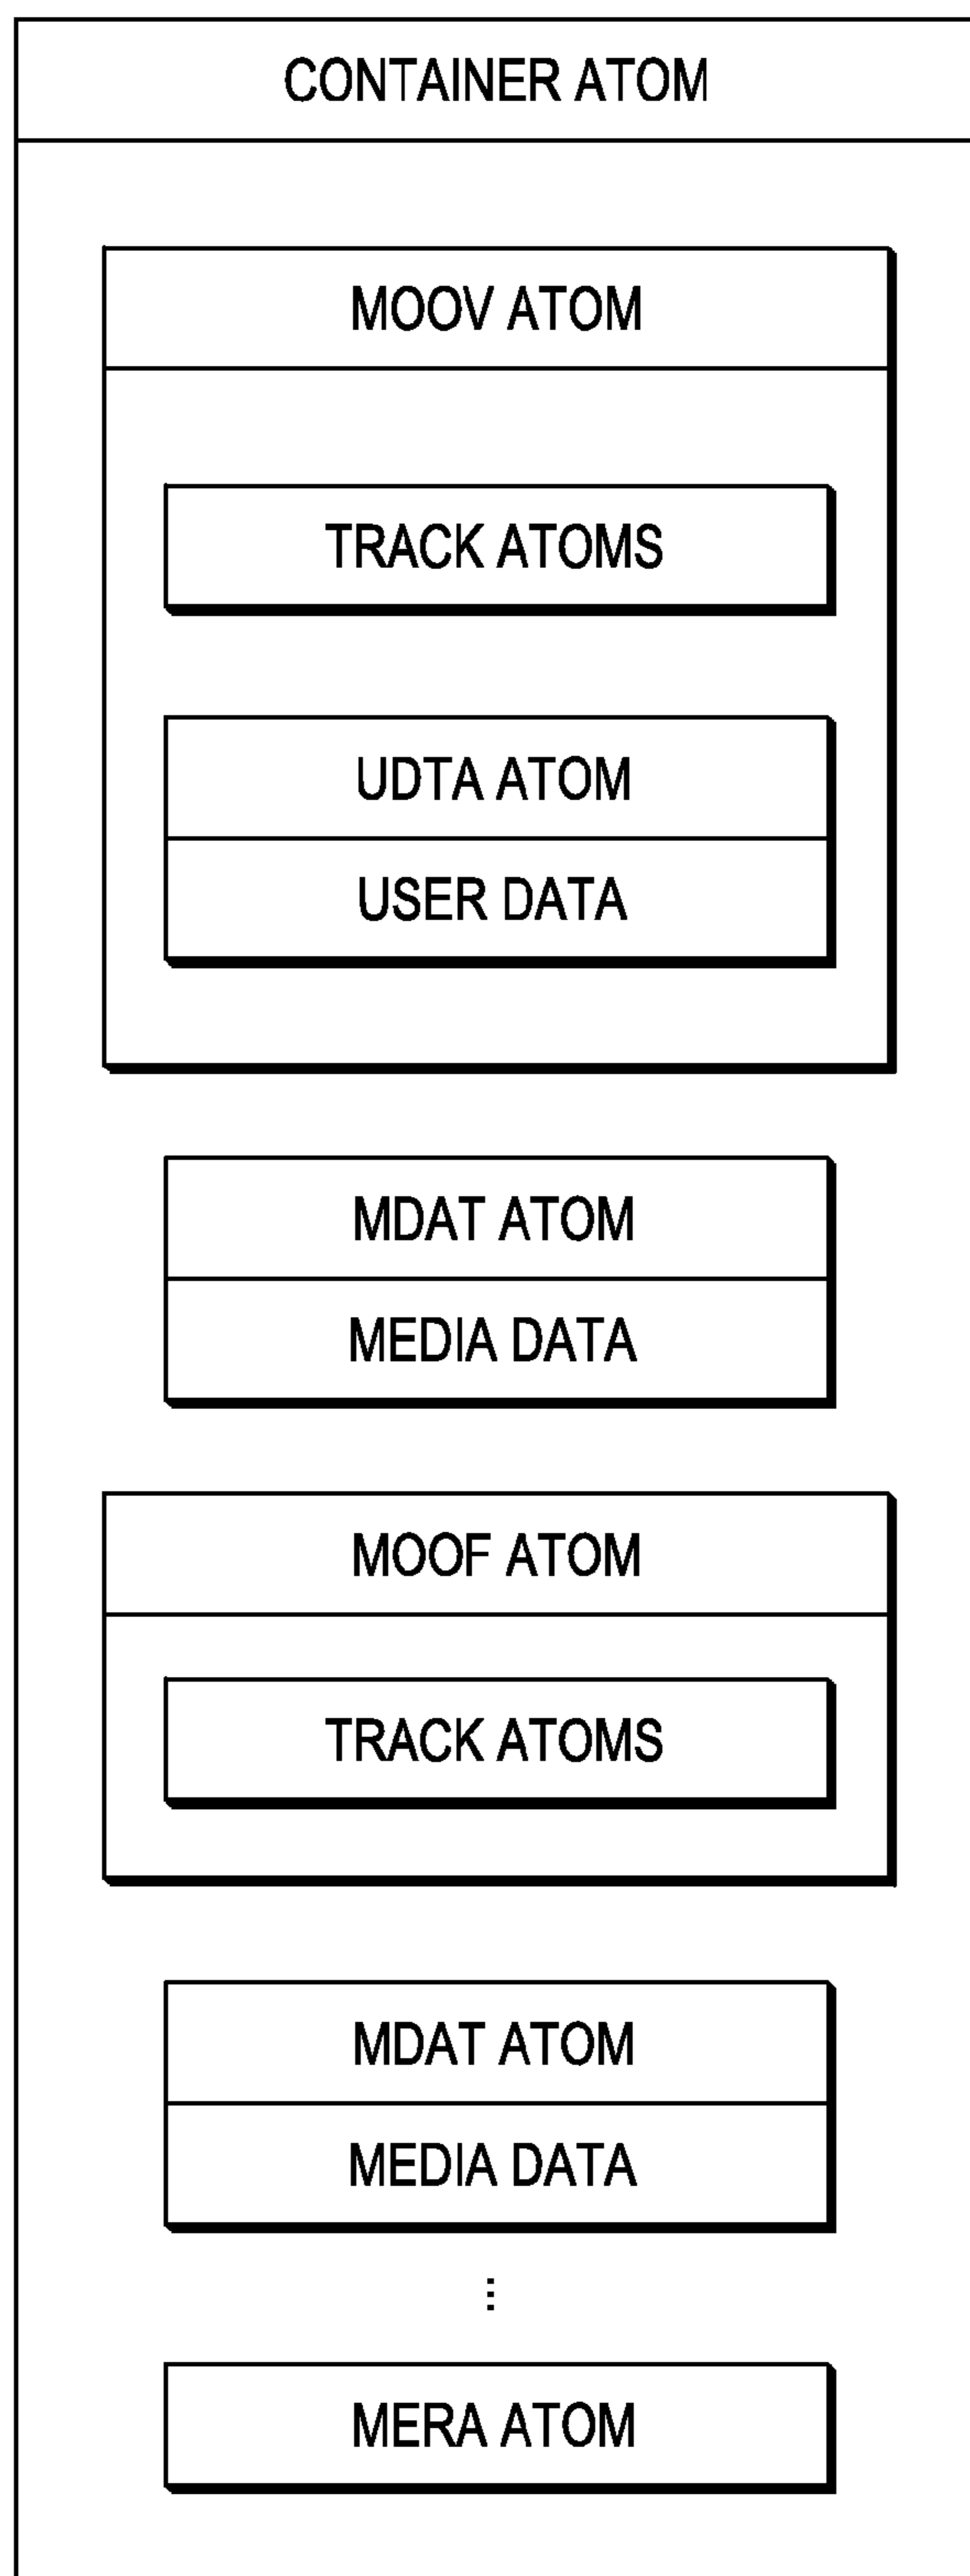 CONTAINER ATOM
MOOV ATOM
TRACK ATOMS
UDTA ATOM
USER DATA
MDAT ATOM
MEDIA DATA
MOOF ATOM
TRACK ATOMS
MDAT ATOM
MEDIA DATA
...
MERA ATOM